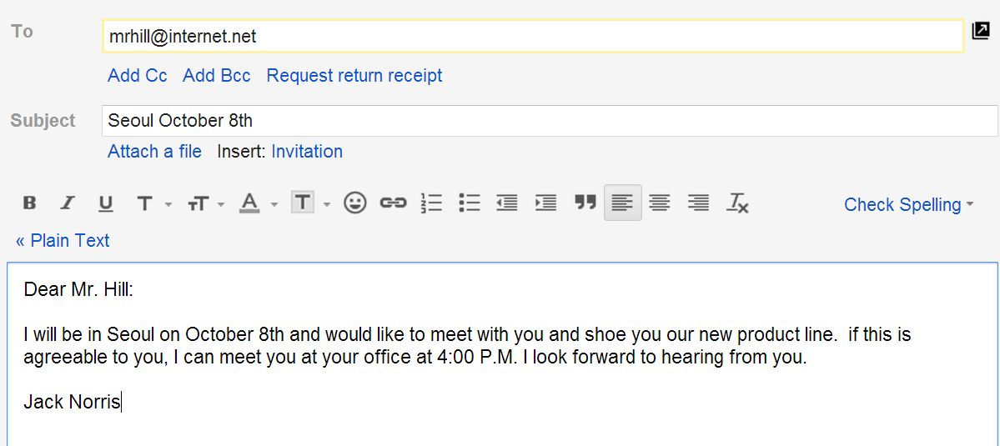 To mrhill@internet.net
Add Cc Add Bcc Request return receipt
Subject Seoul October 8th
Attach a file Insert: Invitation
B I U T тT A T Check Spelling
« Plain Text
Dear Mr. Hill:
I will be in Seoul on October 8th and would like to meet with you and shoe you our new product line.  if this is
agreeable to you, I can meet you at your office at 4:00 P.M. I look forward to hearing from you.
Jack Norris